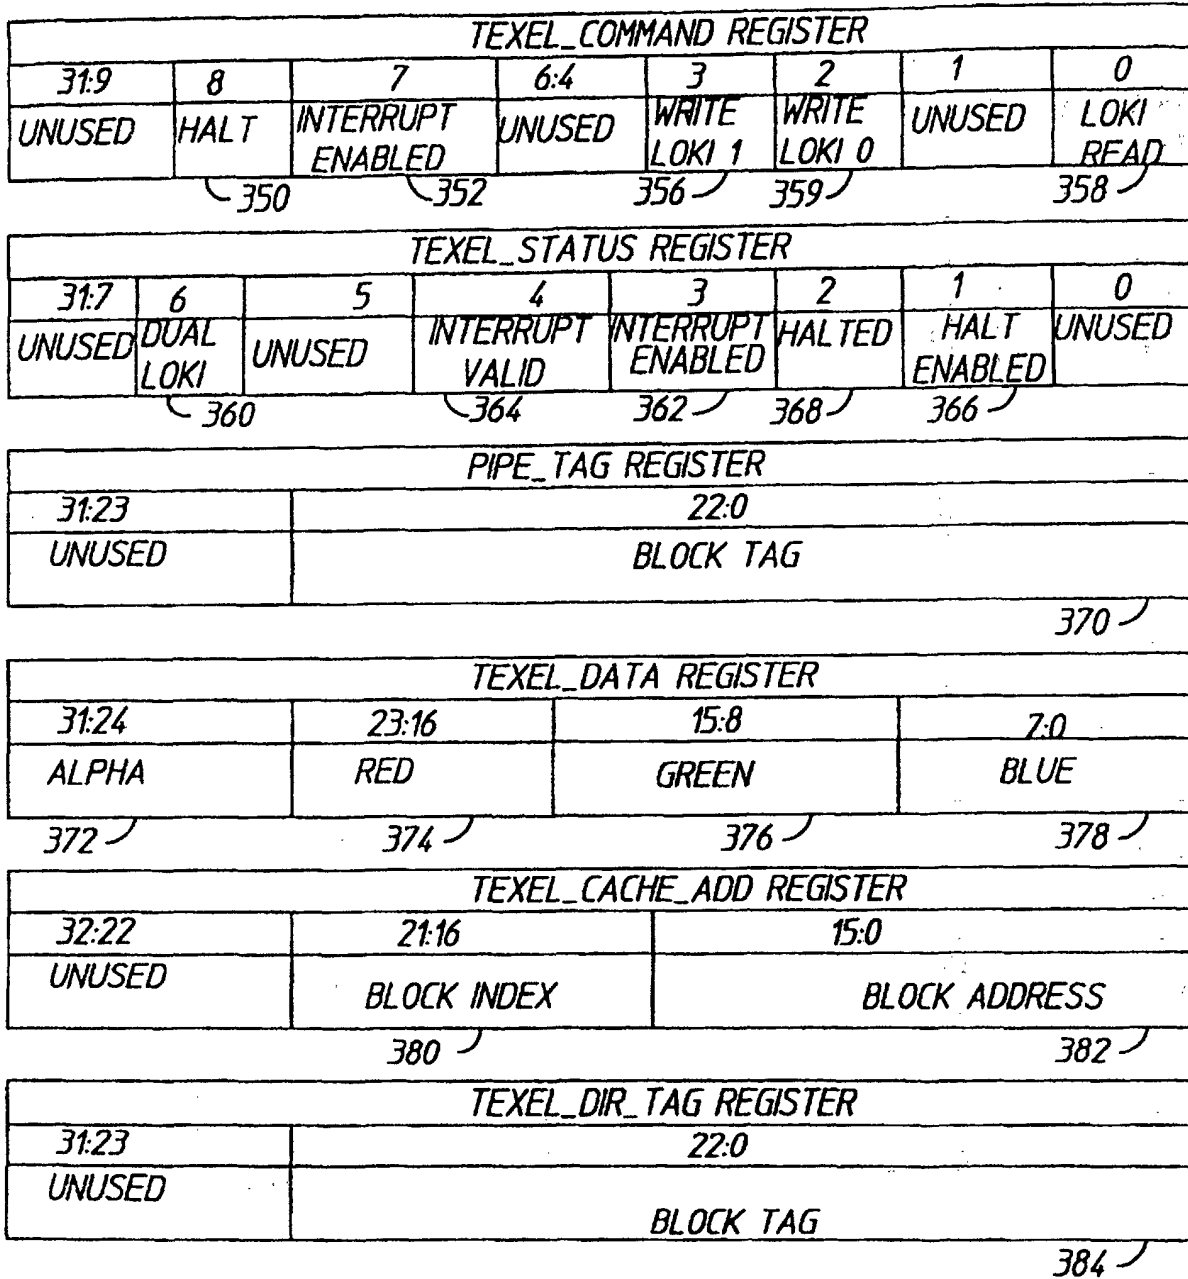 TEXEL_COMMAND REGISTER
31:9 8 7 6:4 3 2 1 0
UNUSED HALT INTERRUPT ENABLED UNUSED WRITE LOKI 1 WRITE LOKI 0 UNUSED LOKI READ
350 352 356 359 358
TEXEL_STATUS REGISTER
31:7 6 5 4 3 2 1 0
UNUSED DUAL LOKI UNUSED INTERRUPT VALID INTERRUPT ENABLED HALTED HALT ENABLED UNUSED
360 364 362 368 366
PIPE_TAG REGISTER
31:23 22:0
UNUSED BLOCK TAG
370
TEXEL_DATA REGISTER
31:24 23:16 15:8 7:0
ALPHA RED GREEN BLUE
372 374 376 378
TEXEL_CACHE_ADD REGISTER
32:22 21:16 15:0
UNUSED BLOCK INDEX BLOCK ADDRESS
380 382
TEXEL_DIR_TAG REGISTER
31:23 22:0
UNUSED BLOCK TAG
384